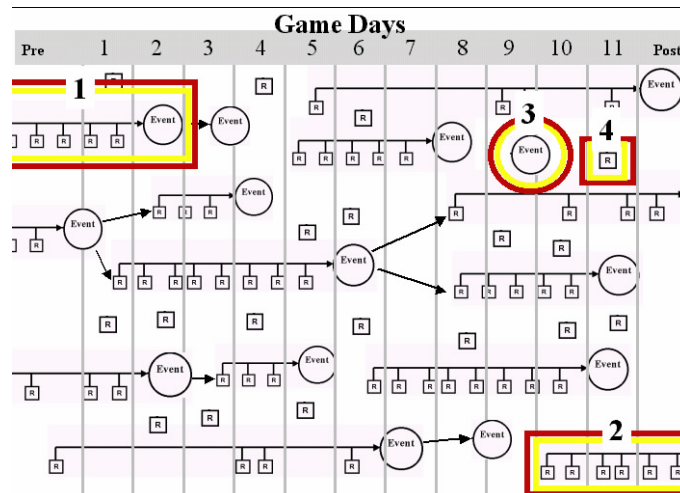 Game Days
Pre 1 2 3 4 5 6 7 8 9 10 11 Post
R R Event
1
R R R
Event Event R 3 4
R R R R R Event Event
R R R R R R
Event
R R R R R R R R
Event R
R R R R
Event Event
R R R R R R R R
R R R R R
R R R R R R
R
Event Event Event
R R R R R R R R R R R
R R R
R R R
Event Event 2
R R R R
R R R R R R